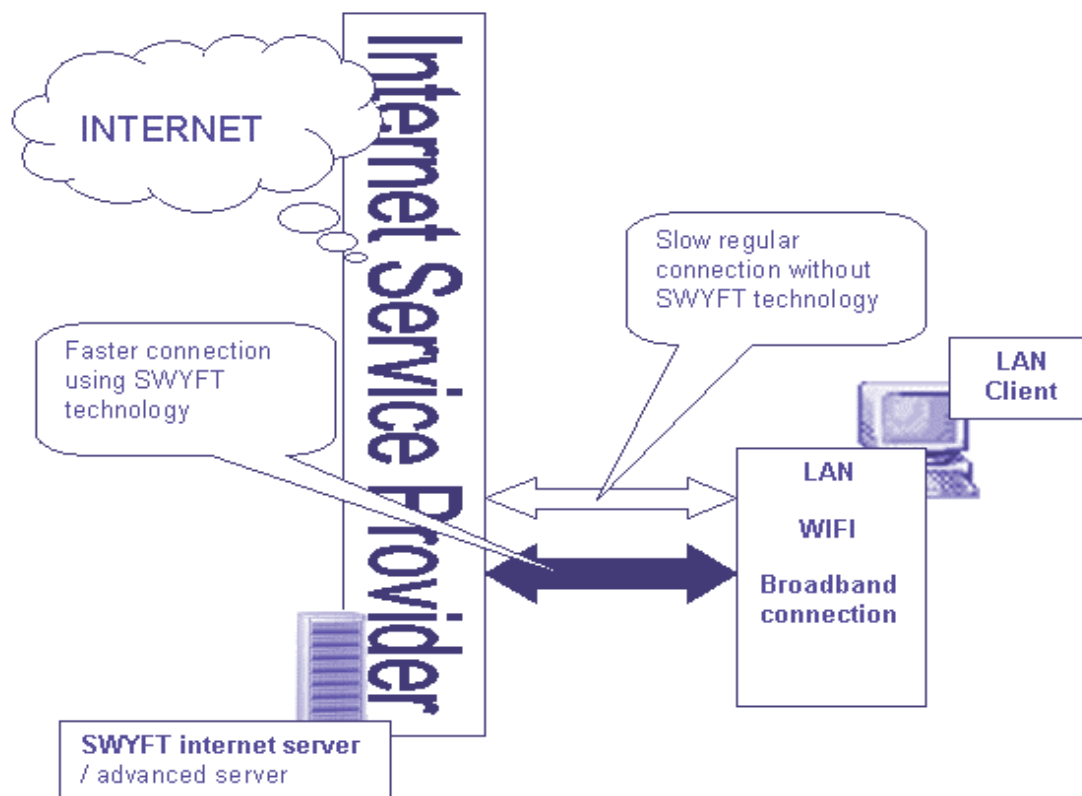 INTERNET
Internet Service Provider
Slow regular
connection without
SWYFT technology
Faster connection
using SWYFT
technology
LAN
Client
LAN
WIFI
Broadband
connection
SWYFT internet server
/ advanced server